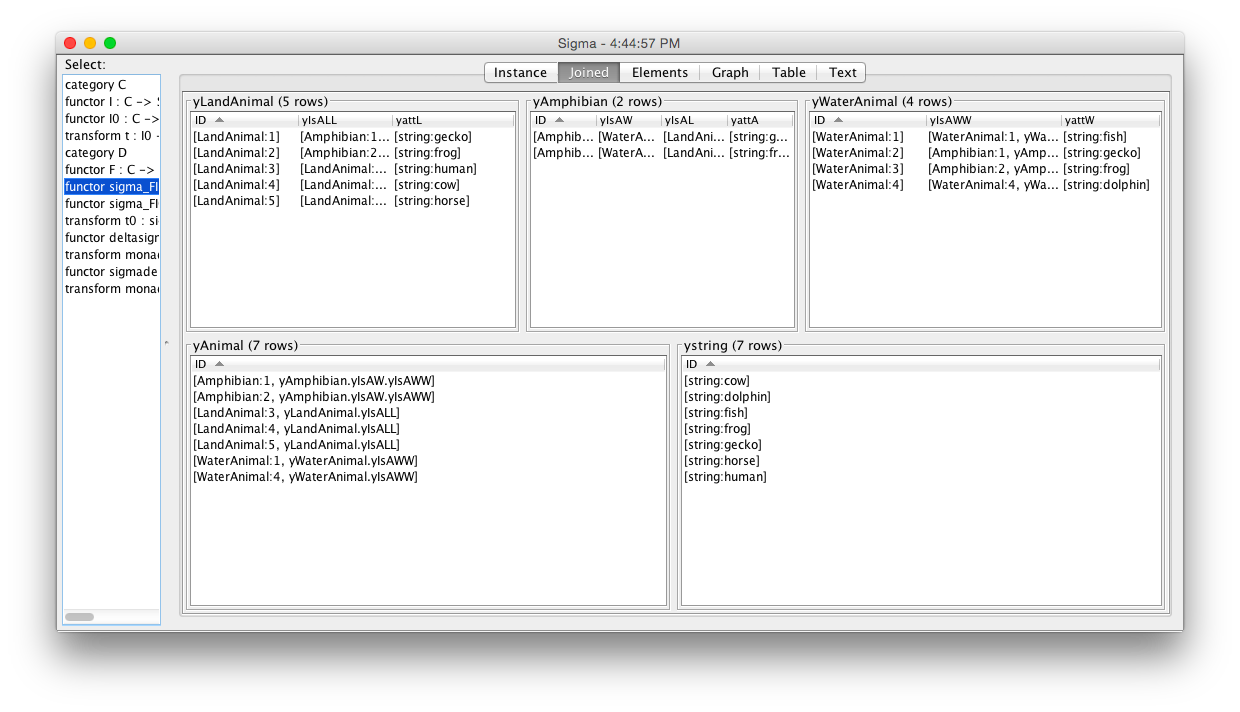 Sigma - 4:44:57 PM
Select:
category C
functor I : C ->
functor I0 : C ->
transform t : I0
category D
functor F : C ->
functor sigma_FI
functor sigma_FI
transform t0 : si
functor deltasigr
transform mona
functor sigmade
transform mona
Instance Joined Elements Graph Table Text
yLandAnimal (5 rows)
ID yIsALL yattL
[LandAnimal:1] [Amphibian:1... [string:gecko]
[LandAnimal:2] [Amphibian:2... [string:frog]
[LandAnimal:3] [LandAnimal:... [string:human]
[LandAnimal:4] [LandAnimal:... [string:cow]
[LandAnimal:5] [LandAnimal:... [string:horse]
yAmphibian (2 rows)
ID yIsAW yIsAL yattA
[Amphib... [WaterA... [LandAni... [string:g...
[Amphib... [WaterA... [LandAni... [string:fr...
yWaterAnimal (4 rows)
ID yIsAWW yattW
[WaterAnimal:1] [WaterAnimal:1, yWa... [string:fish]
[WaterAnimal:2] [Amphibian:1, yAmp... [string:gecko]
[WaterAnimal:3] [Amphibian:2, yAmp... [string:frog]
[WaterAnimal:4] [WaterAnimal:4, yWa... [string:dolphin]
yAnimal (7 rows)
ID
[Amphibian:1, yAmphibian.yIsAW.yIsAWW]
[Amphibian:2, yAmphibian.yIsAW.yIsAWW]
[LandAnimal:3, yLandAnimal.yIsALL]
[LandAnimal:4, yLandAnimal.yIsALL]
[LandAnimal:5, yLandAnimal.yIsALL]
[WaterAnimal:1, yWaterAnimal.yIsAWW]
[WaterAnimal:4, yWaterAnimal.yIsAWW]
ystring (7 rows)
ID
[string:cow]
[string:dolphin]
[string:fish]
[string:frog]
[string:gecko]
[string:horse]
[string:human]